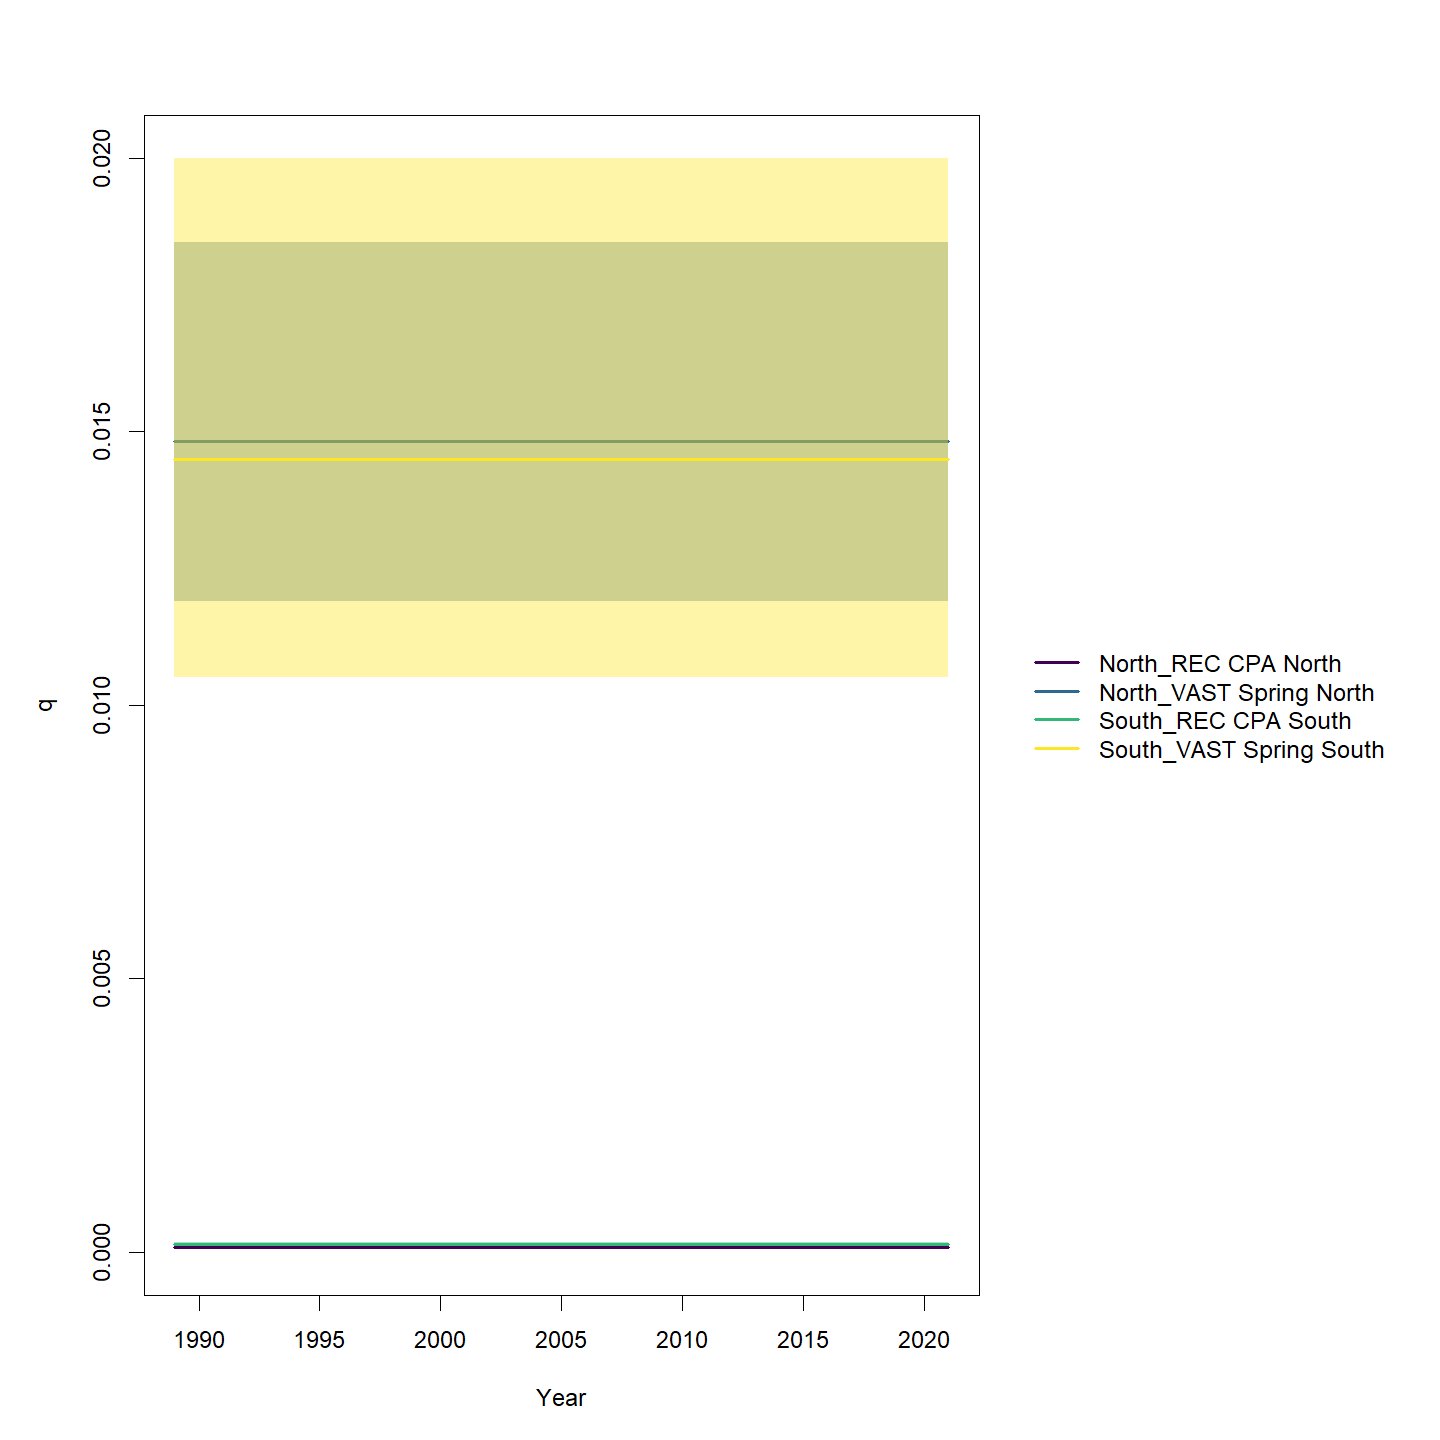 0.020
0.015
0.010
0.005
0.000
q
1990 1995 2000 2005 2010 2015 2020
Year
North_REC CPA North
North_VAST Spring North
South_REC CPA South
South_VAST Spring South